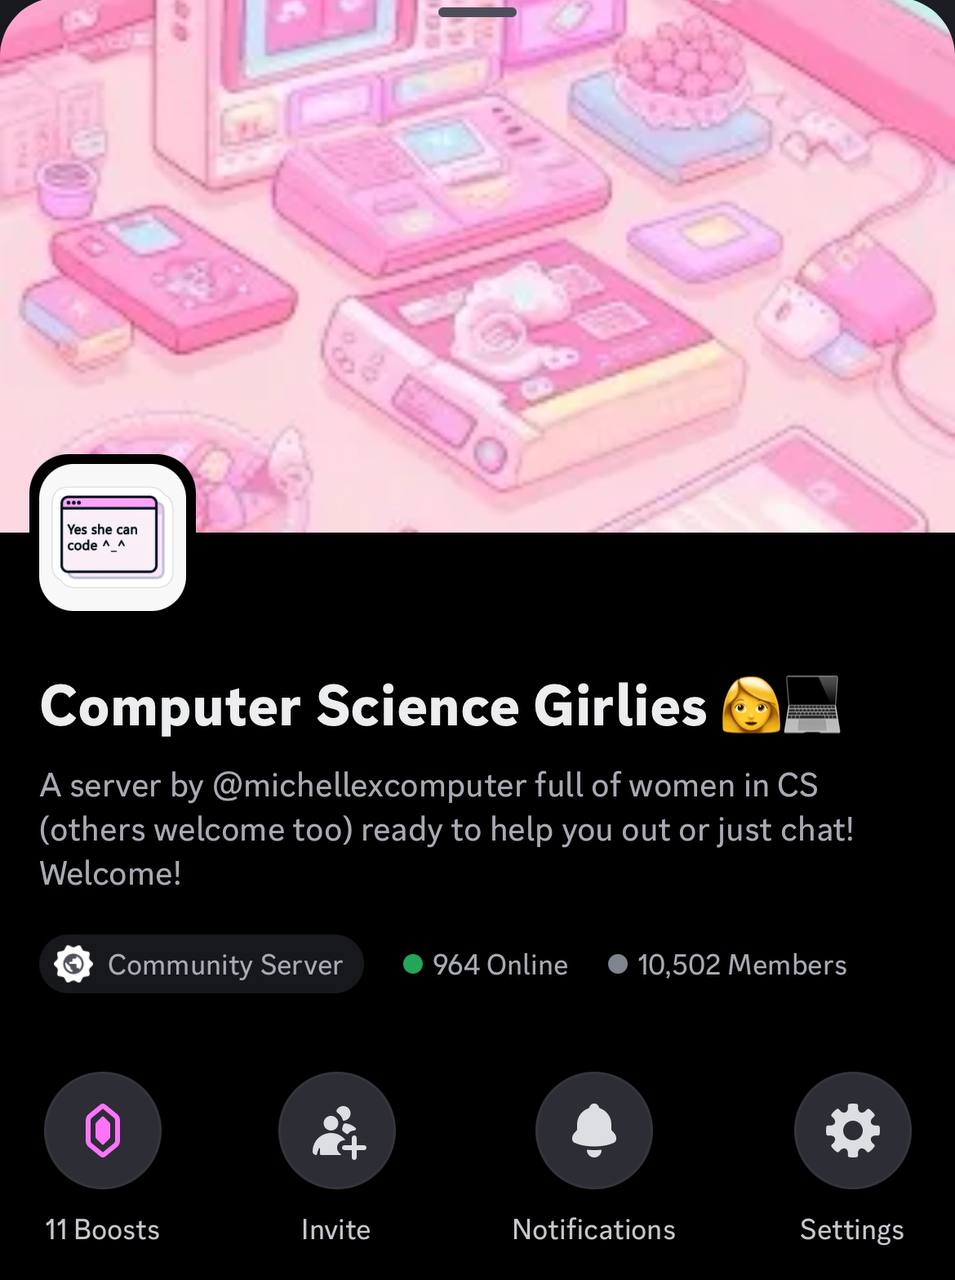 Yes she can
code ^_^
Computer Science Girlies 👩💻
A server by @michellexcomputer full of women in CS
(others welcome too) ready to help you out or just chat!
Welcome!
Community Server
964 Online
10,502 Members
11 Boosts
Invite
Notifications
Settings